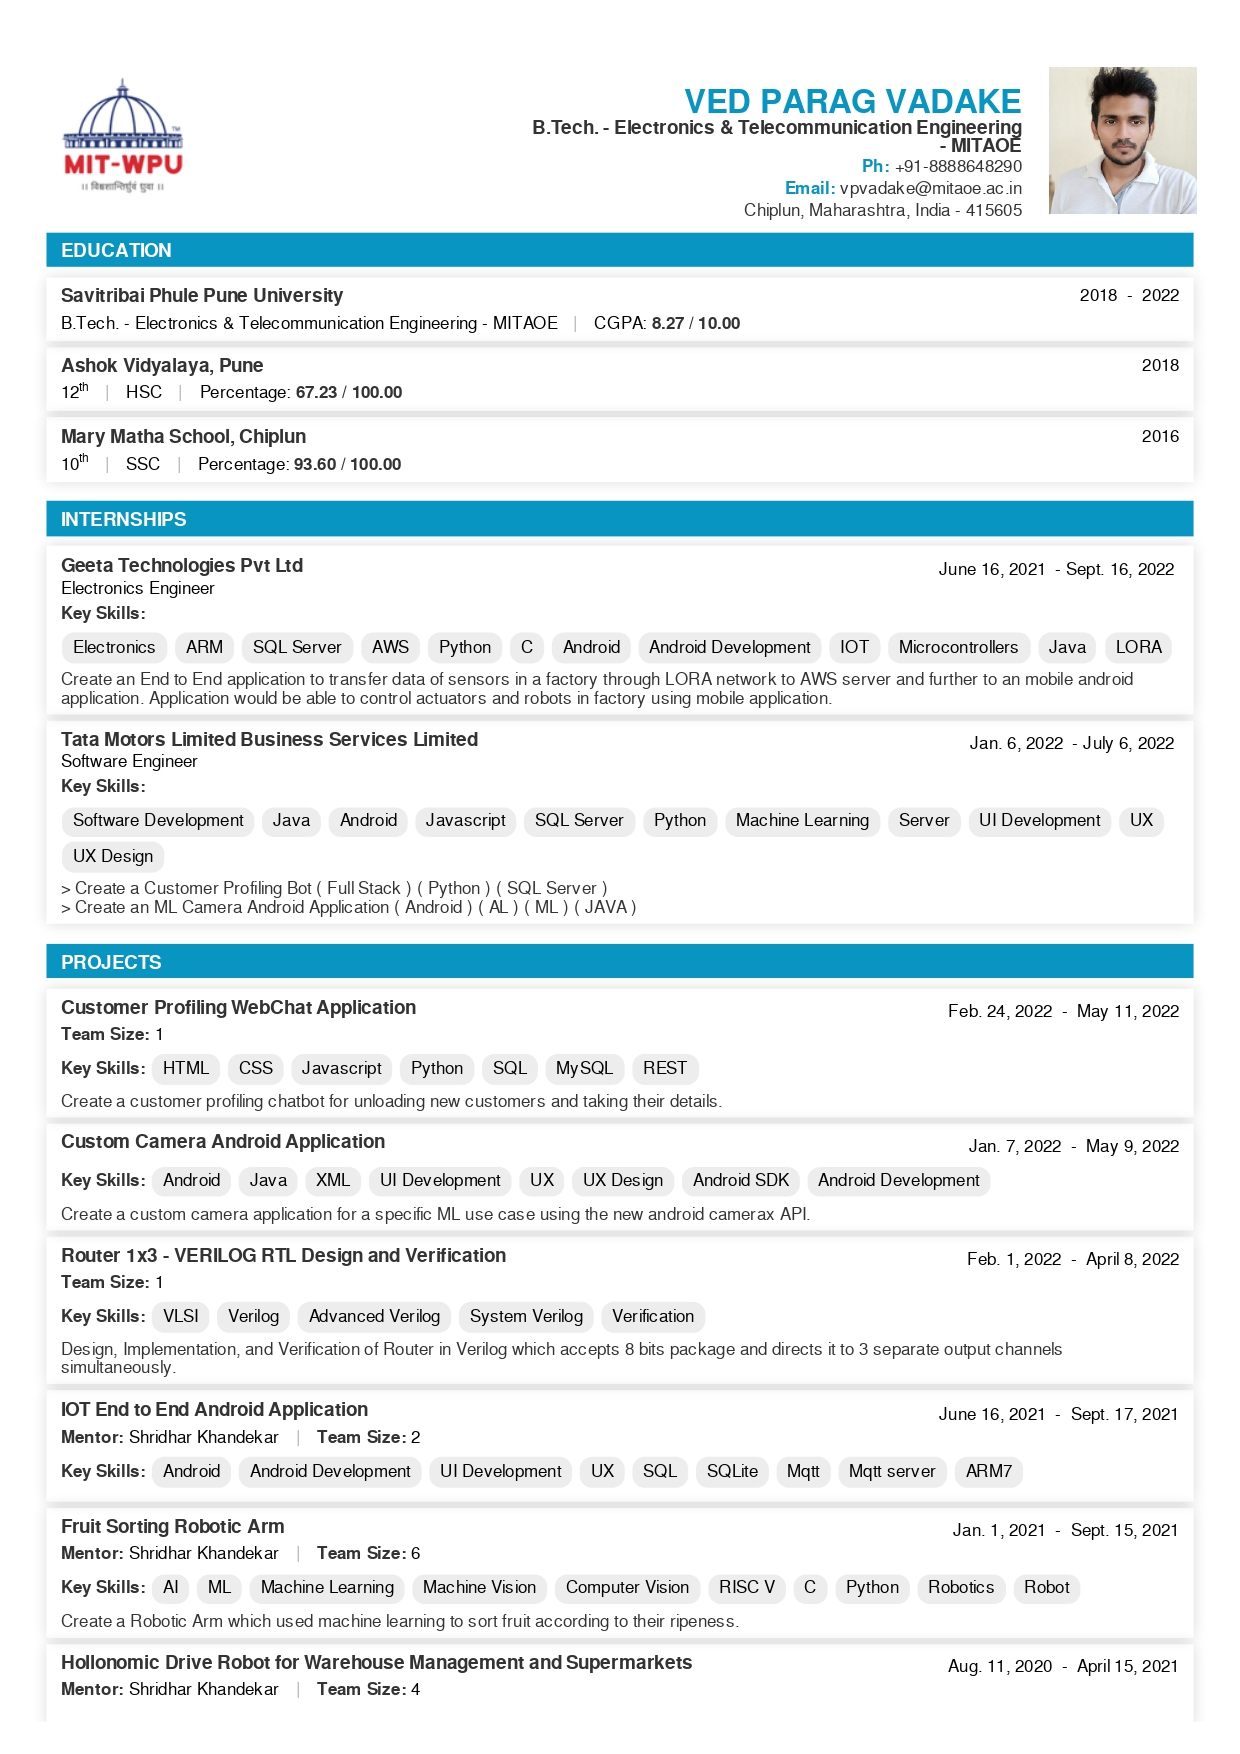 MIT-WPU
TM
VED PARAG VADAKE
B.Tech. - Electronics & Telecommunication Engineering
- MITAOE
Ph: +91-8888648290
Email: vpvadake@mitaoe.ac.in
Chiplun, Maharashtra, India - 415605
EDUCATION
Savitribai Phule Pune University 2018 - 2022
B.Tech. - Electronics & Telecommunication Engineering - MITAOE | CGPA: 8.27 / 10.00
Ashok Vidyalaya, Pune 2018
12th | HSC | Percentage: 67.23 / 100.00
Mary Matha School, Chiplun 2016
10th | SSC | Percentage: 93.60 / 100.00
INTERNSHIPS
Geeta Technologies Pvt Ltd June 16, 2021 - Sept. 16, 2022
Electronics Engineer
Key Skills:
Electronics ARM SQL Server AWS Python C Android Android Development IOT Microcontrollers Java LORA
Create an End to End application to transfer data of sensors in a factory through LORA network to AWS server and further to an mobile android
application. Application would be able to control actuators and robots in factory using mobile application.
Tata Motors Limited Business Services Limited Jan. 6, 2022 - July 6, 2022
Software Engineer
Key Skills:
Software Development Java Android Javascript SQL Server Python Machine Learning Server UI Development UX
UX Design
> Create a Customer Profiling Bot ( Full Stack ) ( Python ) ( SQL Server )
> Create an ML Camera Android Application ( Android ) ( AL ) ( ML ) ( JAVA )
PROJECTS
Customer Profiling WebChat Application Feb. 24, 2022 - May 11, 2022
Team Size: 1
Key Skills: HTML CSS Javascript Python SQL MySQL REST
Create a customer profiling chatbot for unloading new customers and taking their details.
Custom Camera Android Application Jan. 7, 2022 - May 9, 2022
Key Skills: Android Java XML UI Development UX UX Design Android SDK Android Development
Create a custom camera application for a specific ML use case using the new android camerax API.
Router 1x3 - VERILOG RTL Design and Verification Feb. 1, 2022 - April 8, 2022
Team Size: 1
Key Skills: VLSI Verilog Advanced Verilog System Verilog Verification
Design, Implementation, and Verification of Router in Verilog which accepts 8 bits package and directs it to 3 separate output channels
simultaneously.
IOT End to End Android Application June 16, 2021 - Sept. 17, 2021
Mentor: Shridhar Khandekar | Team Size: 2
Key Skills: Android Android Development UI Development UX SQL SQLite Mqtt Mqtt server ARM7
Fruit Sorting Robotic Arm Jan. 1, 2021 - Sept. 15, 2021
Mentor: Shridhar Khandekar | Team Size: 6
Key Skills: AI ML Machine Learning Machine Vision Computer Vision RISC V C Python Robotics Robot
Create a Robotic Arm which used machine learning to sort fruit according to their ripeness.
Hollonomic Drive Robot for Warehouse Management and Supermarkets Aug. 11, 2020 - April 15, 2021
Mentor: Shridhar Khandekar | Team Size: 4